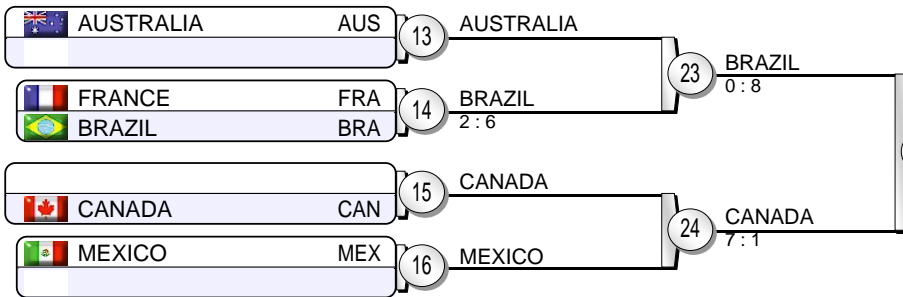 AUSTRALIA AUS
13
AUSTRALIA
23
BRAZIL
0 : 8
FRANCE FRA
BRAZIL BRA
14
BRAZIL
2 : 6
CANADA CAN
15
CANADA
24
CANADA
7 : 1
MEXICO MEX
16
MEXICO